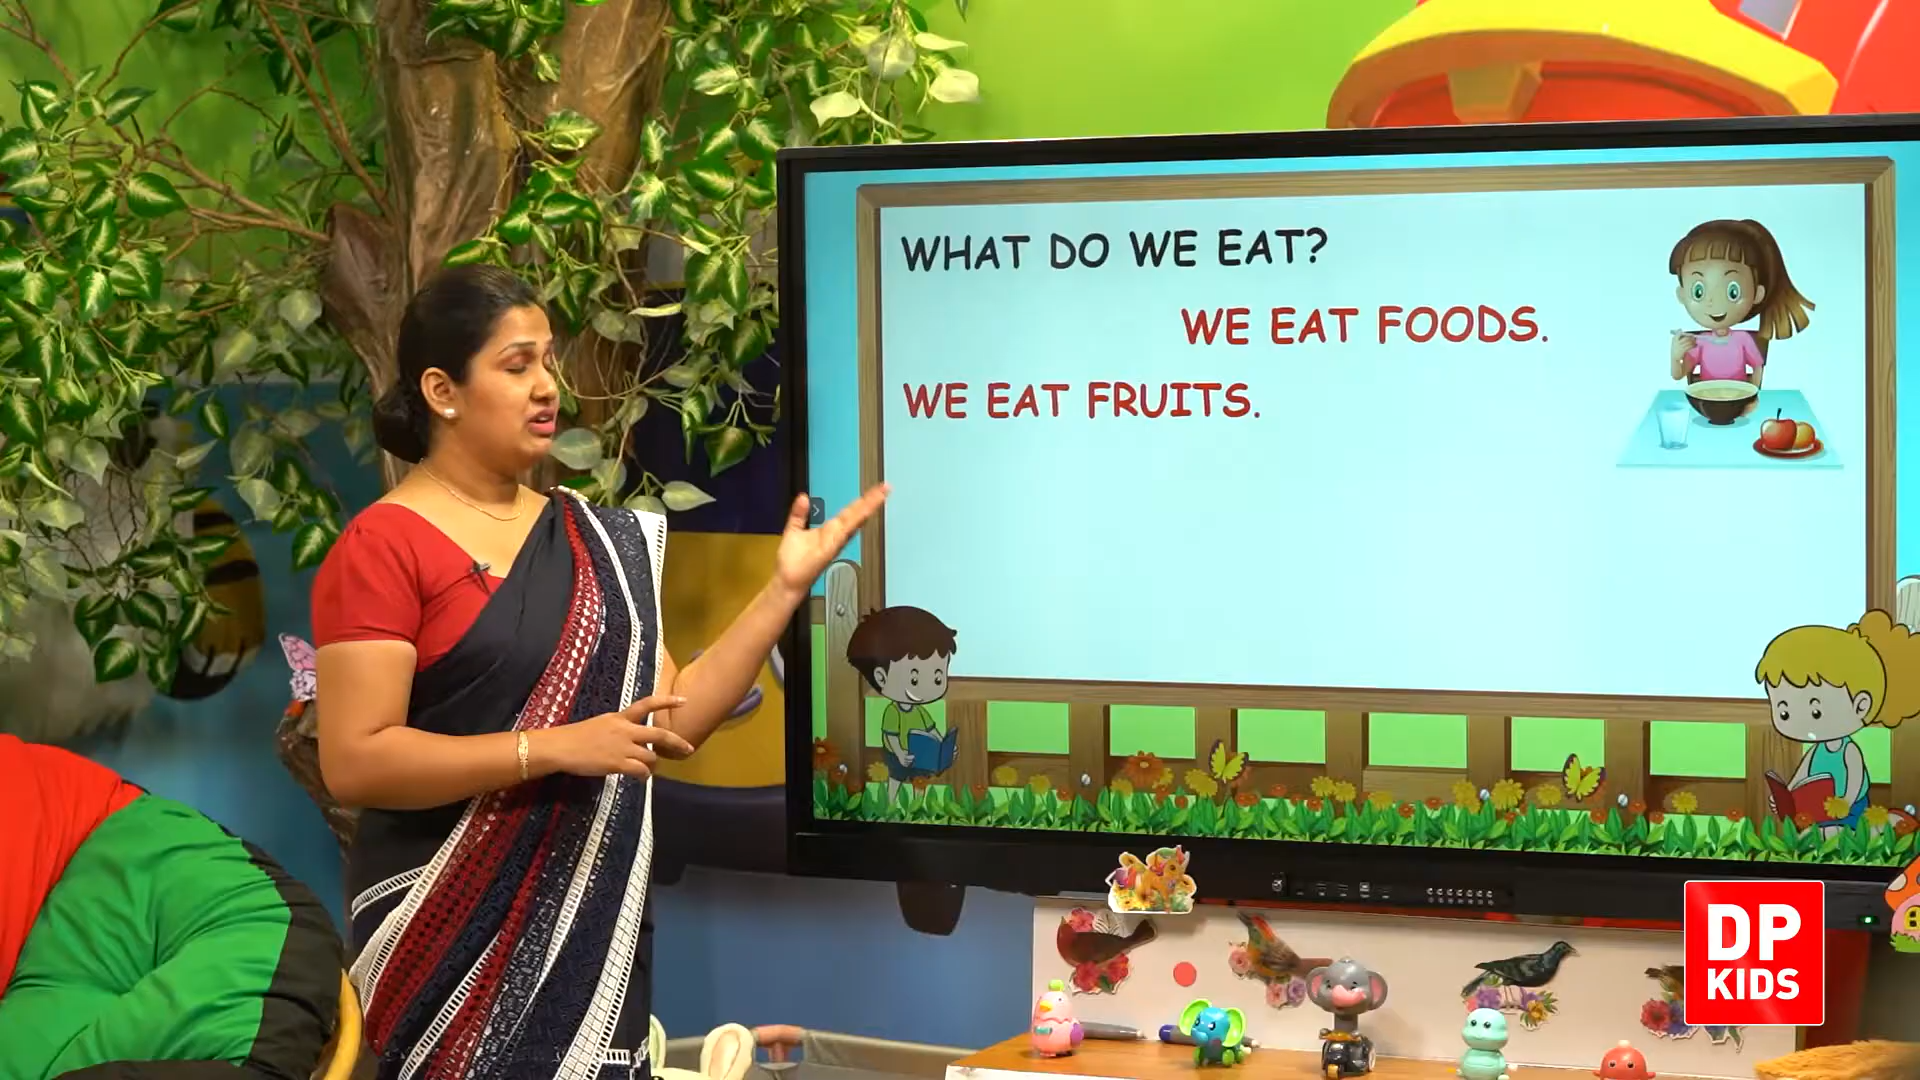 WHAT DO WE EAT?
WE EAT FOODS.
WE EAT FRUITS.
DP
KIDS